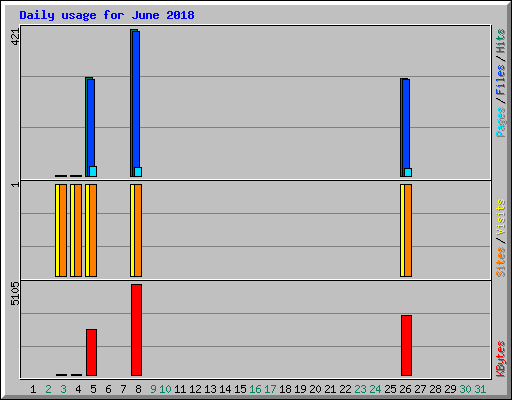 Daily usage for June 2018
421
Pages/Files/Hits
1
Sites/Visits
5105
KBytes
1 2 3 4 5 6 7 8 9 10 11 12 13 14 15 16 17 18 19 20 21 22 23 24 25 26 27 28 29 30 31